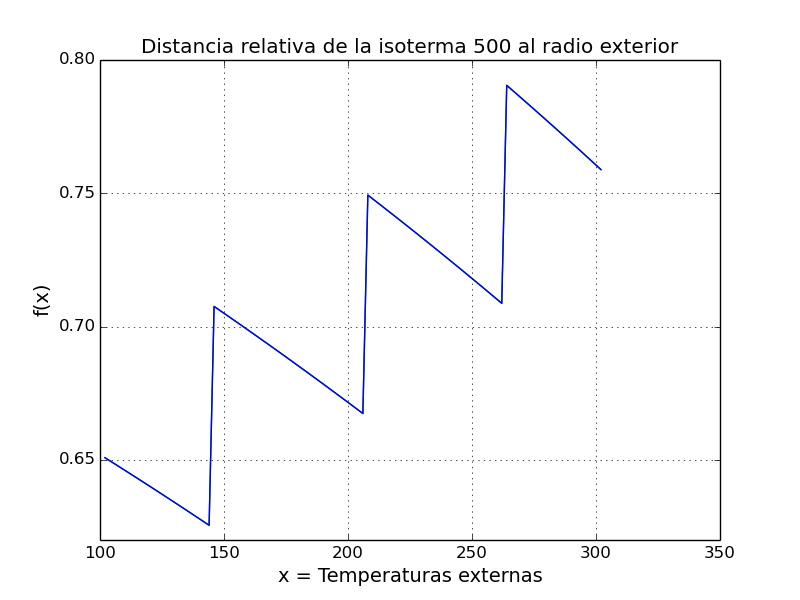 Distancia relativa de la isoterma 500 al radio exterior
0.80
0.75
0.70
0.65
f(x)
100 150 200 250 300 350
x = Temperaturas externas